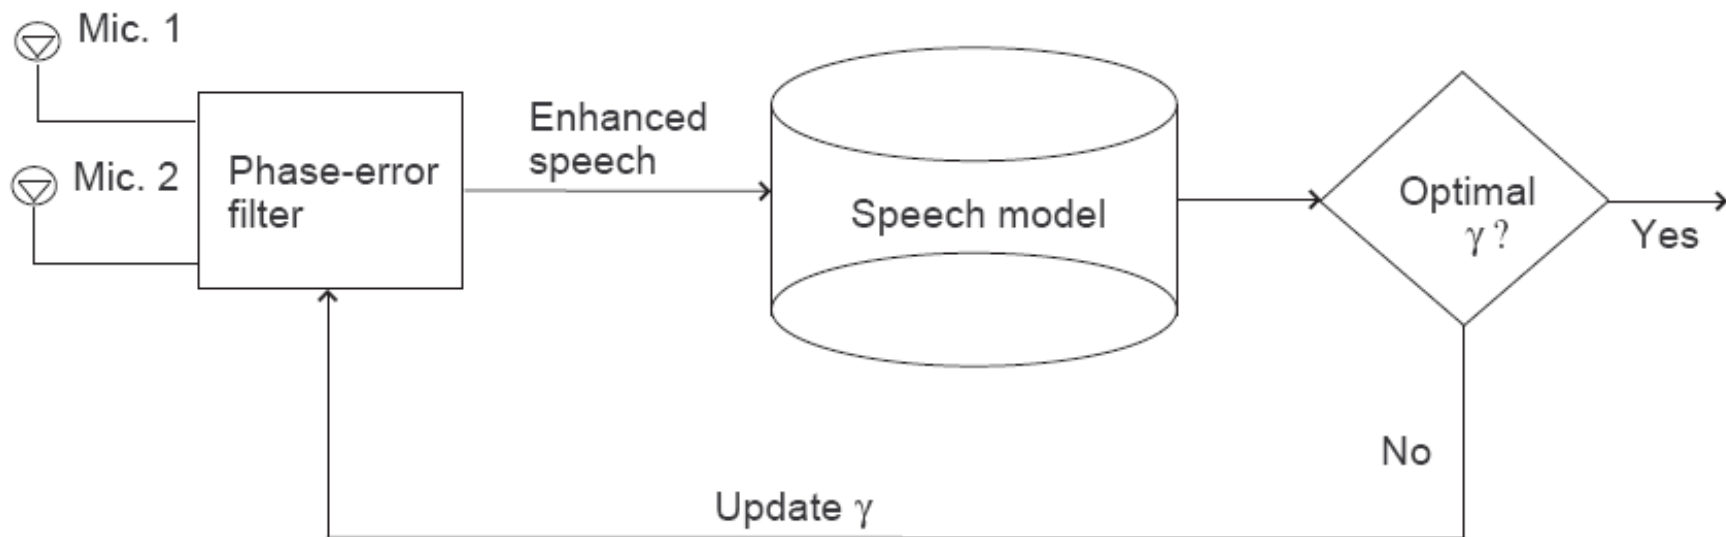 Mic. 1
Mic. 2
Phase-error
filter
Enhanced
speech
Speech model
Optimal
γ ?
Yes
No
Update γ